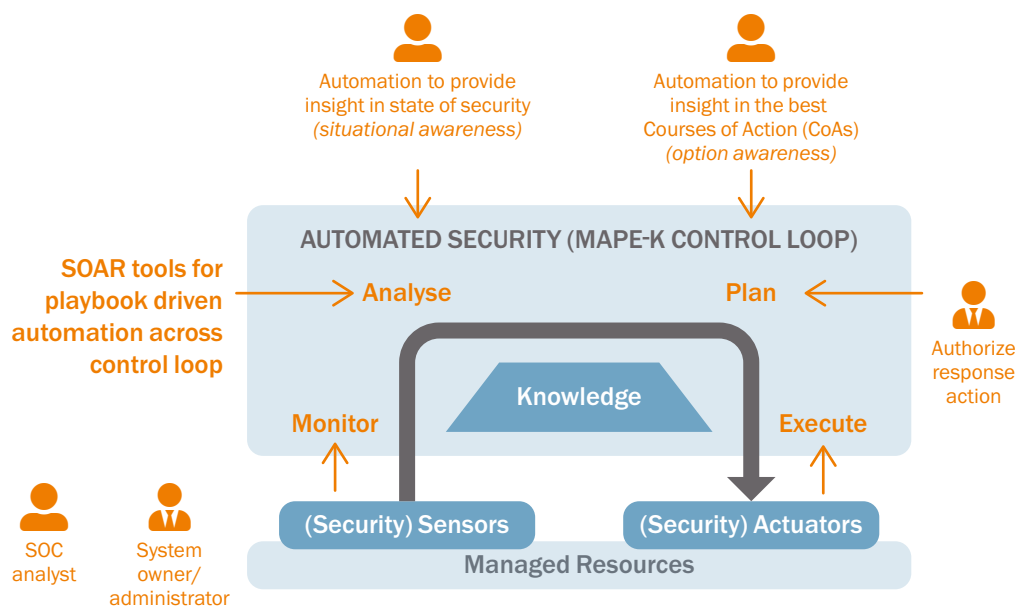 Automation to provide
insight in state of security
(situational awareness)
Automation to provide
insight in the best
Courses of Action (CoAs)
(option awareness)
AUTOMATED SECURITY (MAPE-K CONTROL LOOP)
SOAR tools for
playbook driven
automation across
control loop
Analyse
Plan
Authorize
response
action
Knowledge
Monitor
Execute
(Security) Sensors
(Security) Actuators
Managed Resources
SOC
analyst
System
owner/
administrator